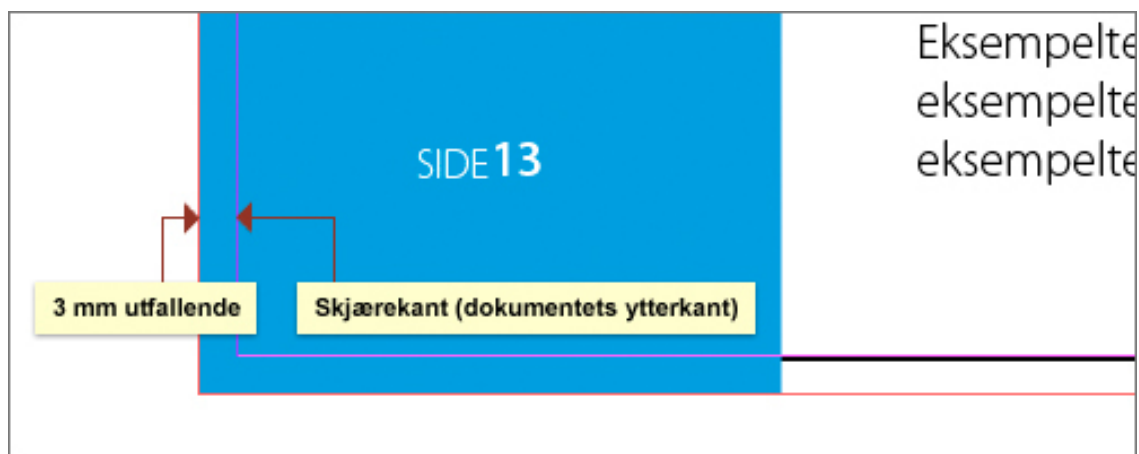 Eksempelte
eksempelte
eksempelte
SIDE 13
3 mm utfallende
Skjærekant (dokumentets ytterkant)